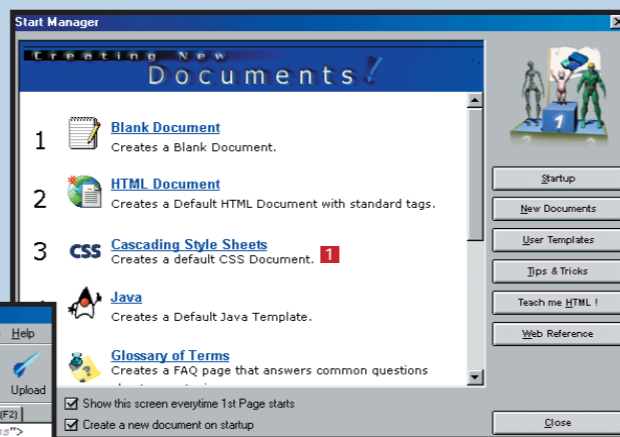 Start Manager
Creating New
Documents!
1
Blank Document
Creates a Blank Document.
2
HTML Document
Creates a Default HTML Document with standard tags.
3
CSS
Cascading Style Sheets
Creates a default CSS Document. 1
Java
Creates a Default Java Template.
Glossary of Terms
Creates a FAQ page that answers common questions
Show this screen everytime 1st Page starts
Create a new document on startup
1
2
3
Startup
New Documents
User Templates
Tips & Tricks
Teach me HTML !
Web Reference
Close
Help
Upload
(F2)